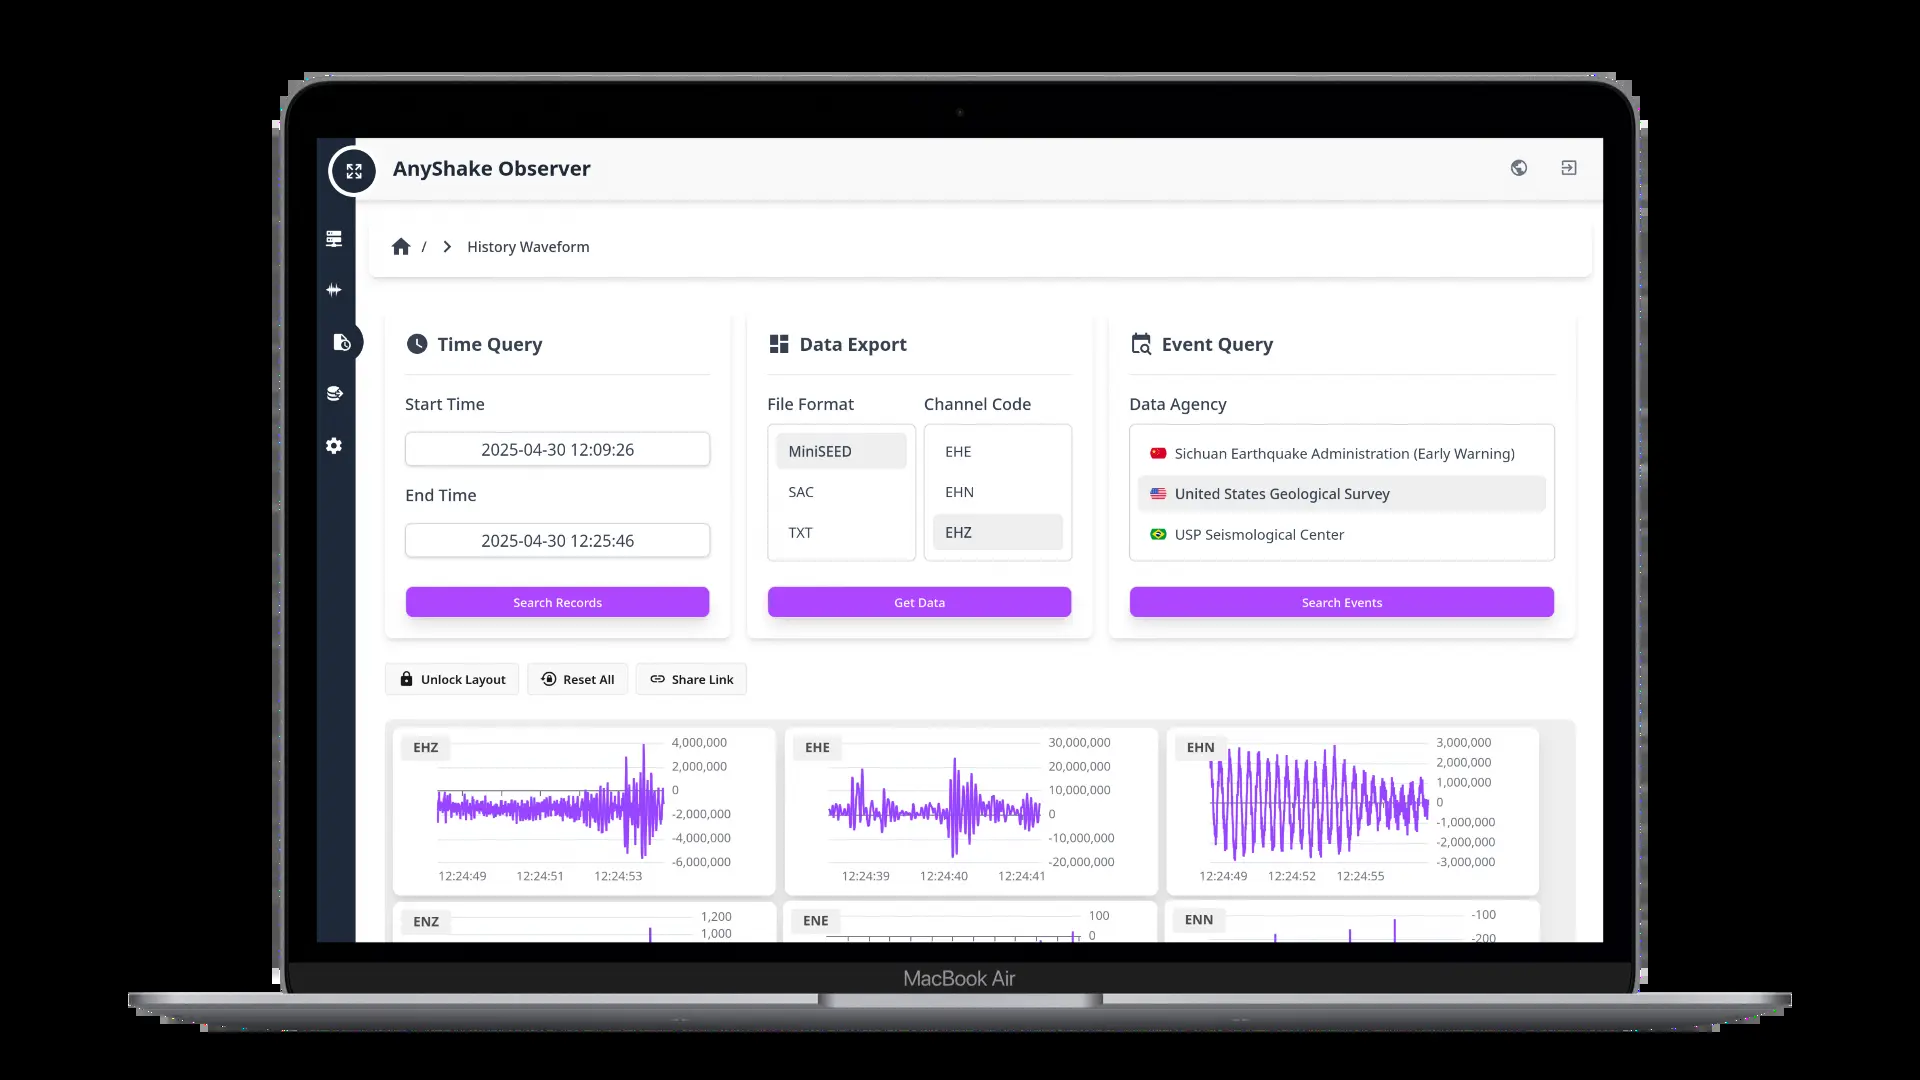 AnyShake Observer
/ History Waveform
Time Query
Start Time
2025-04-30 12:09:26
End Time
2025-04-30 12:25:46
Search Records
Data Export
File Format
MiniSEED
SAC
TXT
Channel Code
EHE
EHN
EHZ
Get Data
Event Query
Data Agency
Sichuan Earthquake Administration (Early Warning)
United States Geological Survey
USP Seismological Center
Search Events
Unlock Layout
Reset All
Share Link
EHZ
4,000,000
2,000,000
0
-2,000,000
-4,000,000
-6,000,000
12:24:49 12:24:51 12:24:53
EHE
30,000,000
20,000,000
10,000,000
0
-10,000,000
-20,000,000
12:24:39 12:24:40 12:24:41
EHN
3,000,000
2,000,000
1,000,000
0
-1,000,000
-2,000,000
-3,000,000
12:24:49 12:24:52 12:24:55
ENZ
1,200
1,000
ENE
100
0
ENN
-100
-200
MacBook Air